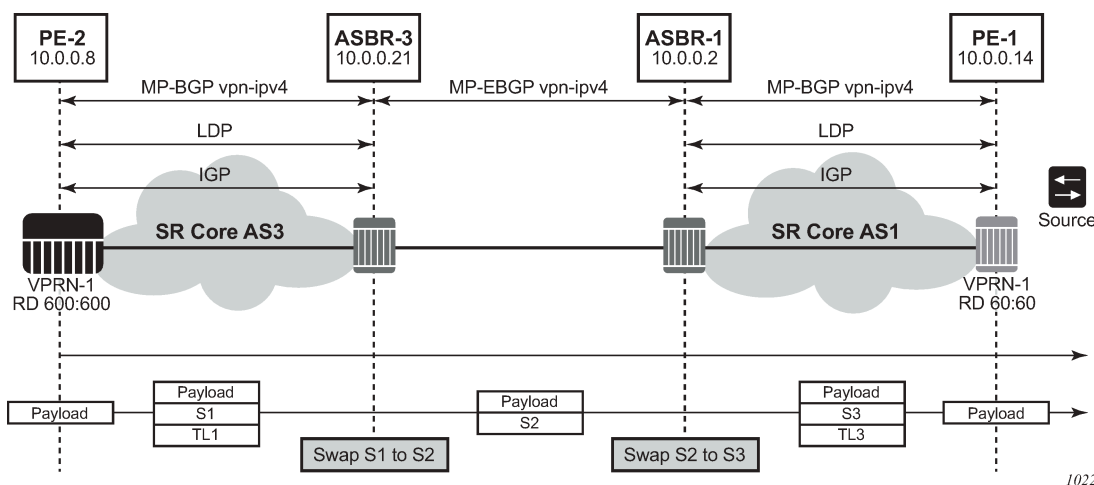 PE-2
10.0.0.8
ASBR-3
10.0.0.21
ASBR-1
10.0.0.2
PE-1
10.0.0.14
MP-BGP vpn-ipv4
MP-EBGP vpn-ipv4
MP-BGP vpn-ipv4
LDP
LDP
IGP
IGP
Source
SR Core AS3
SR Core AS1
VPRN-1
RD 600:600
VPRN-1
RD 60:60
Payload
Payload
S1
TL1
Payload
S2
Payload
S3
TL3
Payload
Swap S1 to S2
Swap S2 to S3
1022